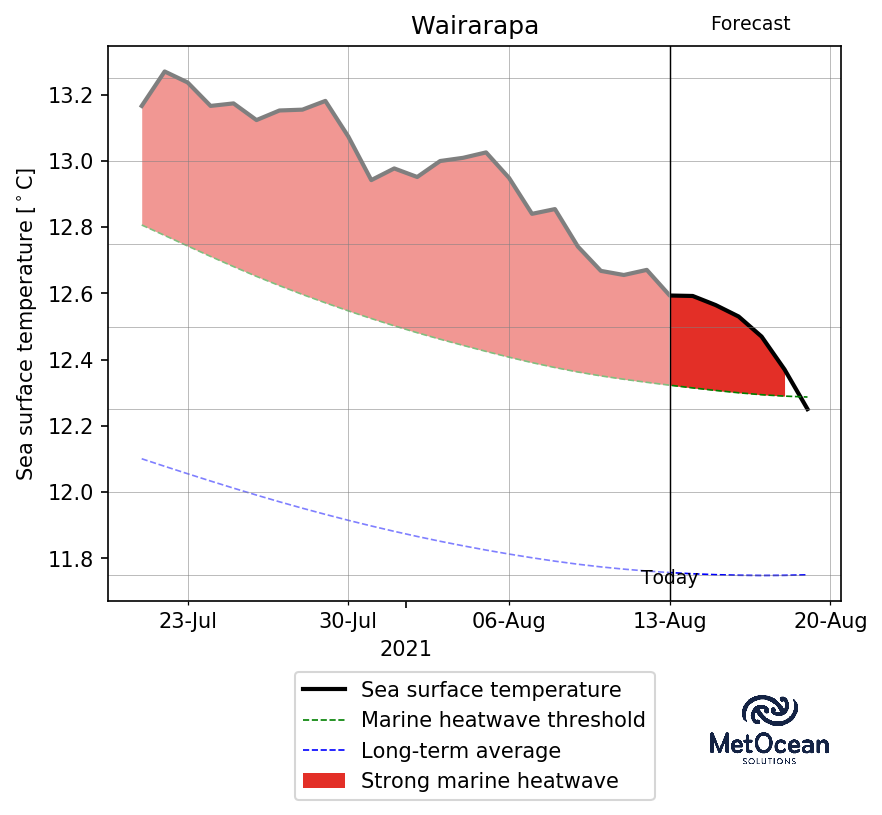 Wairarapa
Forecast
Sea surface temperature [°C]
13.2
13.0
12.8
12.6
12.4
12.2
12.0
11.8
Today
23-Jul 30-Jul 06-Aug 13-Aug 20-Aug
2021
Sea surface temperature
Marine heatwave threshold
Long-term average
Strong marine heatwave
MetOcean
SOLUTIONS